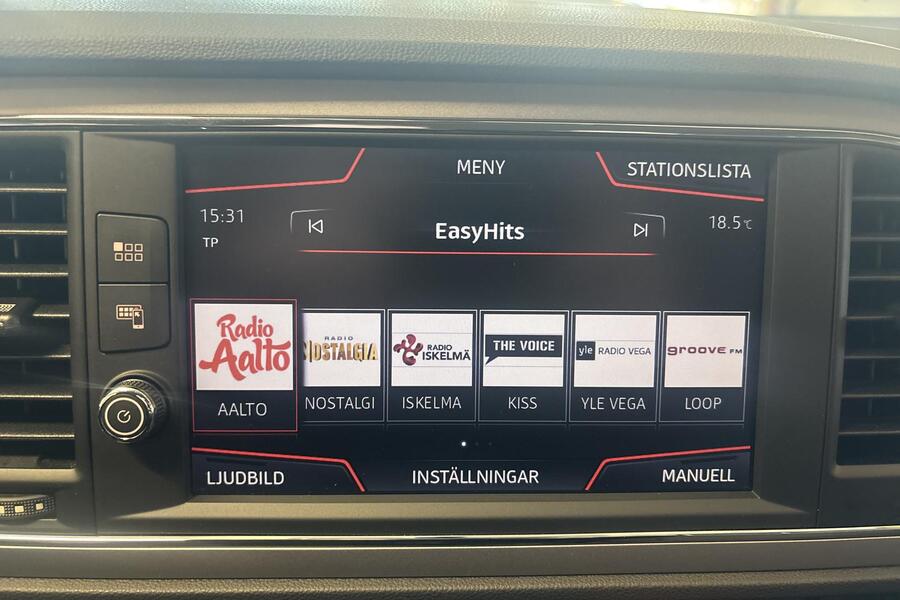 MENY
STATIONSLISTA
15:31
TP
EasyHits
18.5°C
Radio
Aalto
RADIO
NOSTALGIA
RADIO
ISKELMÄ
THE VOICE
yle RADIO VEGA
GROOVE FM
AALTO
NOSTALGI
ISKELMA
KISS
YLE VEGA
LOOP
LJUDBILD
INSTÄLLNINGAR
MANUELL